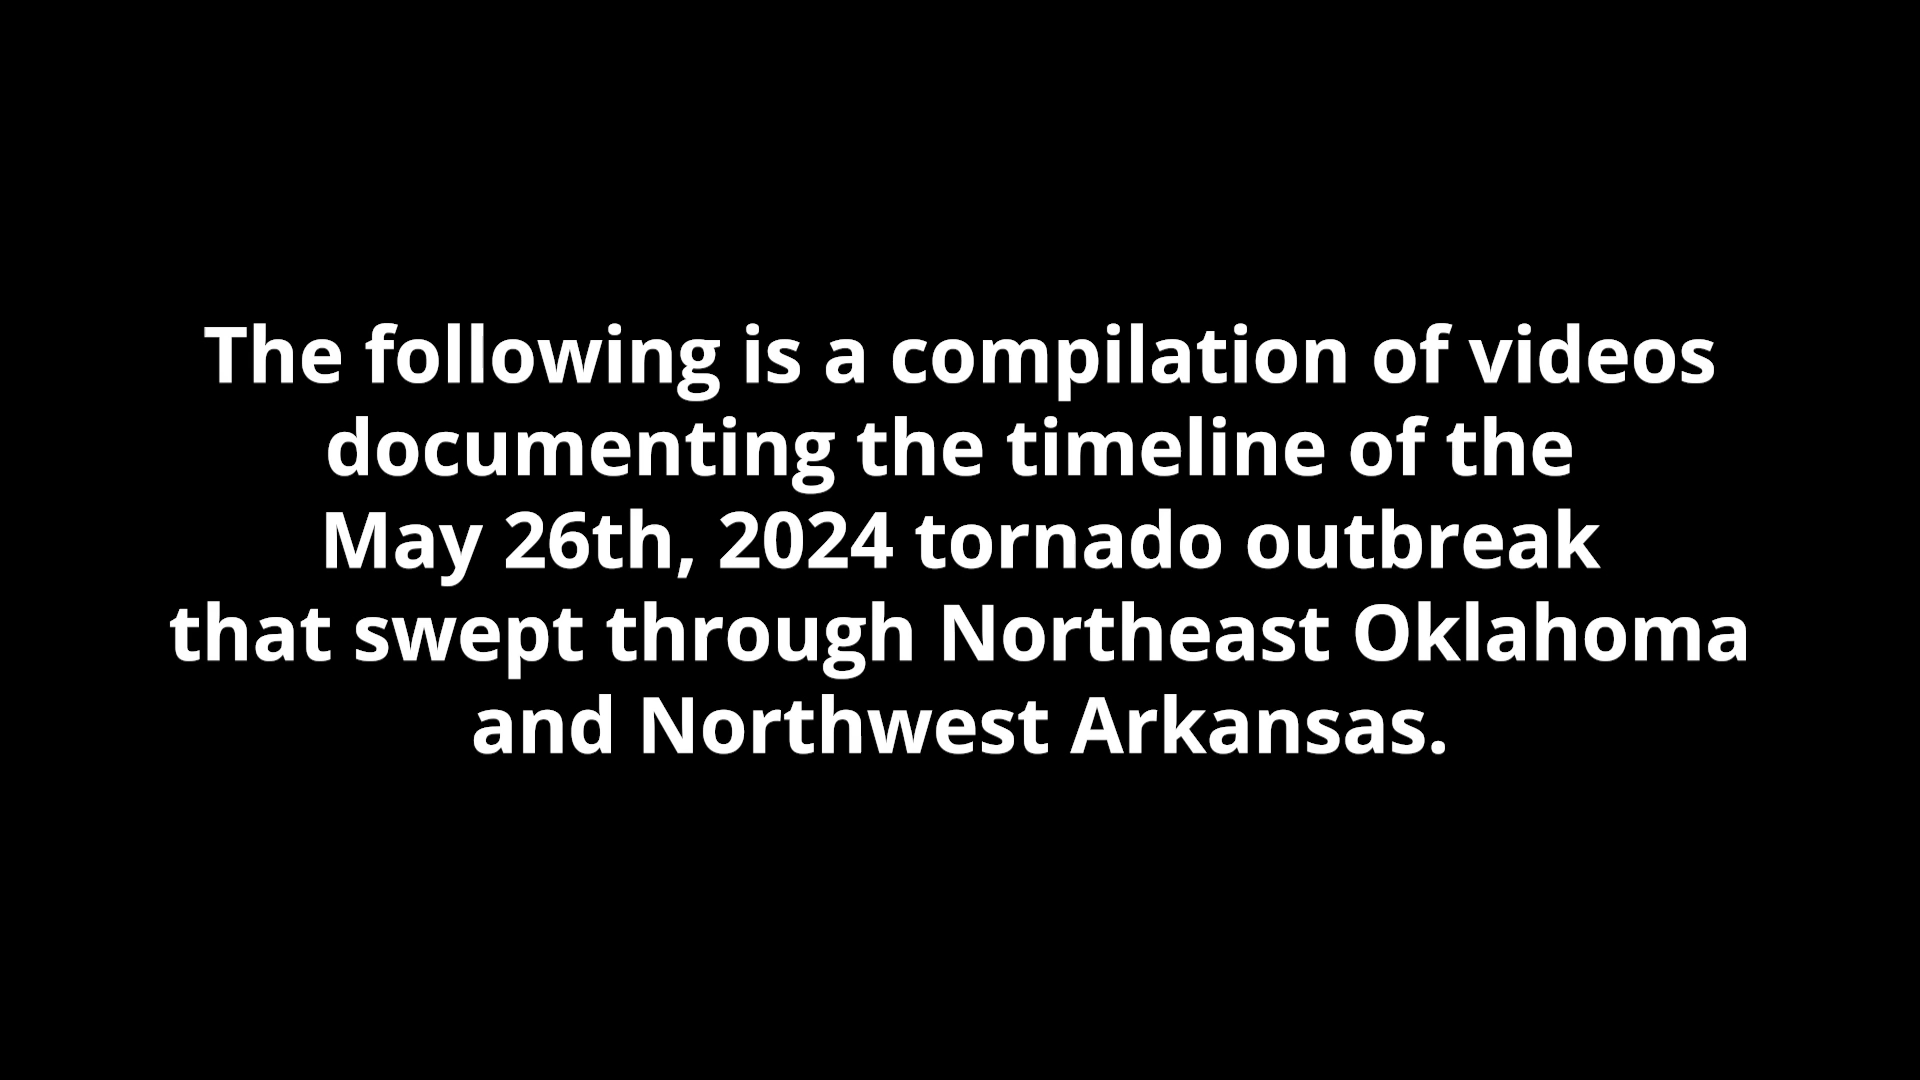 The following is a compilation of videos
documenting the timeline of the
May 26th, 2024 tornado outbreak
that swept through Northeast Oklahoma
and Northwest Arkansas.